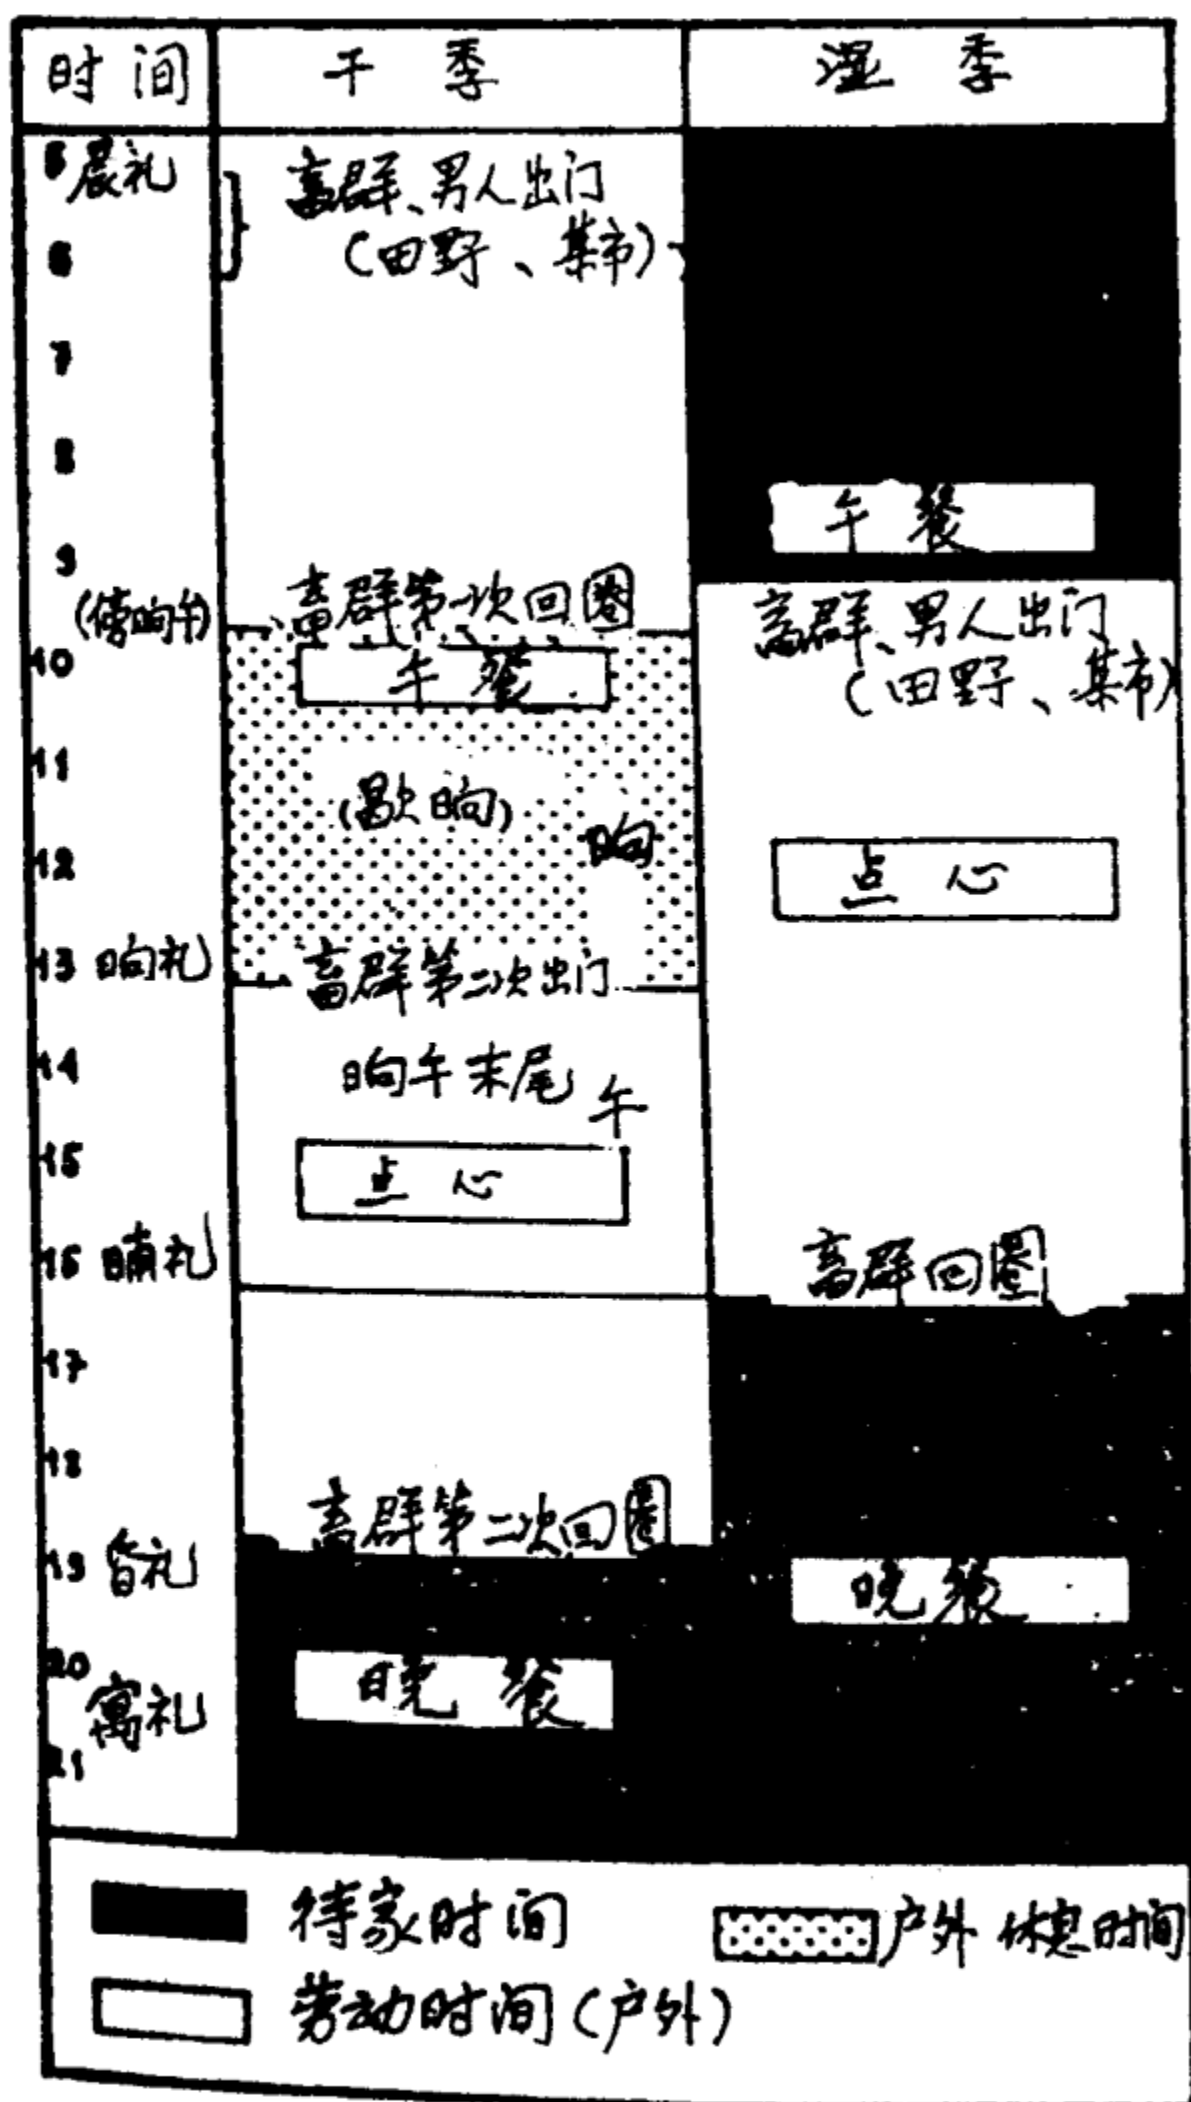 时间 干季 湿季
5 晨礼 畜群、男人出门
6 (田野、某市)
7
8
午餐
9
(傍晌午) 畜群第一次回圈
畜群、男人出门
10 午餐 (田野、某市)
11
(歇晌) 晌
12 点心
13 晌礼 畜群第二次出门
14 晌午末尾 午
15 点心
16 晡礼 畜群回圈
17
18
畜群第二次回圈
19 昏礼 晚餐
20 晚餐
宵礼
21
待家时间 户外休息时间
劳动时间(户外)